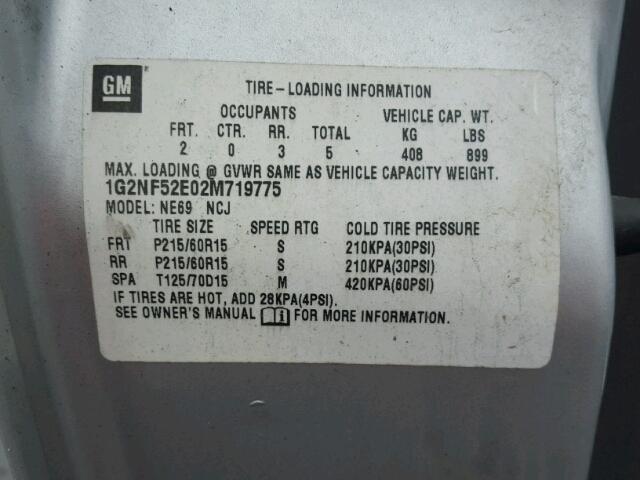 GM
TIRE-LOADING INFORMATION
OCCUPANTS VEHICLE CAP. WT.
FRT. CTR. RR. TOTAL KG LBS
2 0 3 5 408 899
MAX. LOADING @ GVWR SAME AS VEHICLE CAPACITY WEIGHT.
1G2NF52E02M719775
MODEL: NE69 NCJ
TIRE SIZE SPEED RTG COLD TIRE PRESSURE
FRT P215/60R15 S 210KPA(30PSI)
RR P215/60R15 S 210KPA(30PSI)
SPA T125/70D15 M 420KPA(60PSI)
IF TIRES ARE HOT, ADD 28KPA(4PSI).
SEE OWNER'S MANUAL FOR MORE INFORMATION.